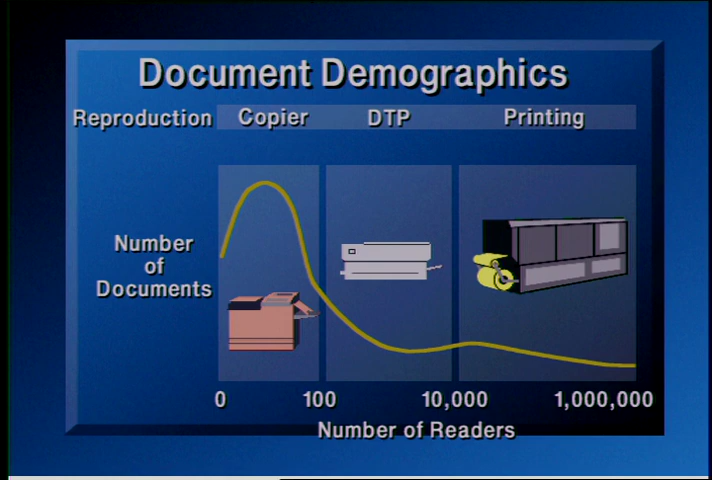 Document Demographics
Reproduction Copier DTP Printing
Number
of
Documents
0 100 10,000 1,000,000
Number of Readers